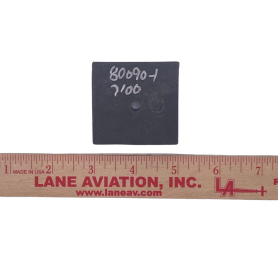 80090-1
7100
1 2 3 4 5 6 7
MADE IN USA
LANE AVIATION, INC.
www.laneav.com
LA